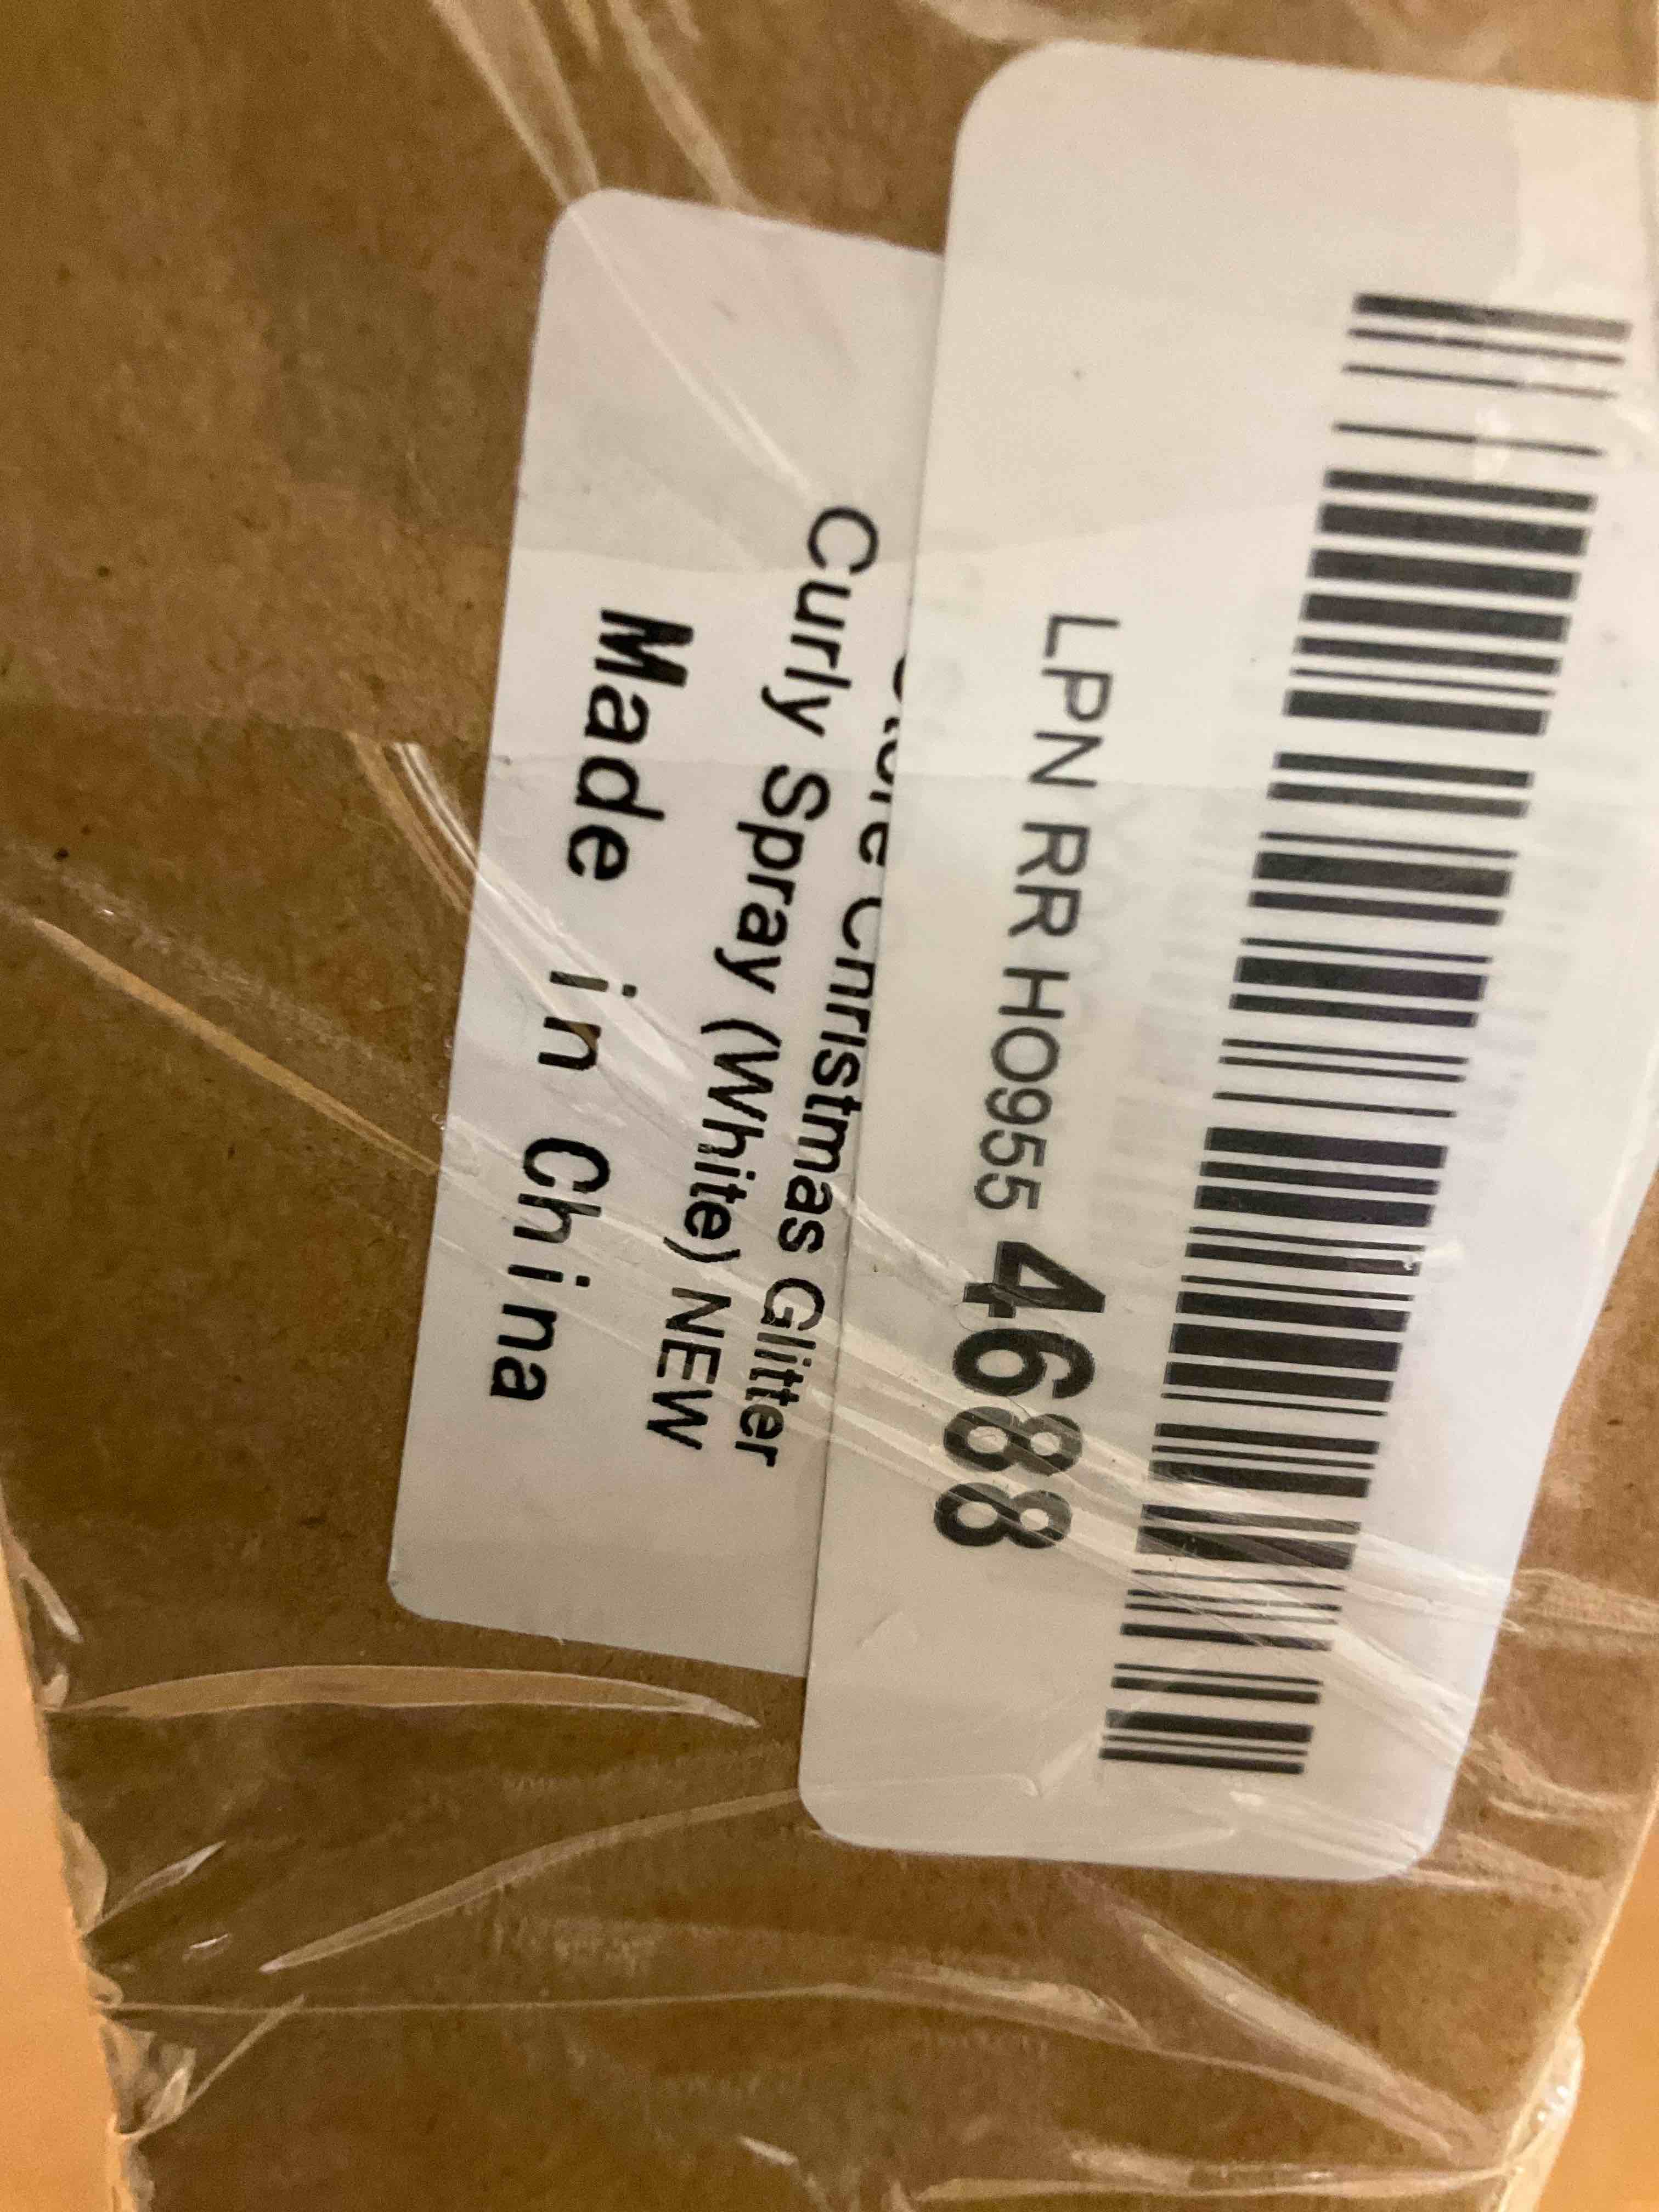 LPN RR HO955 4688
Christmas Glitter
Curly Spray (White) NEW
Made in China